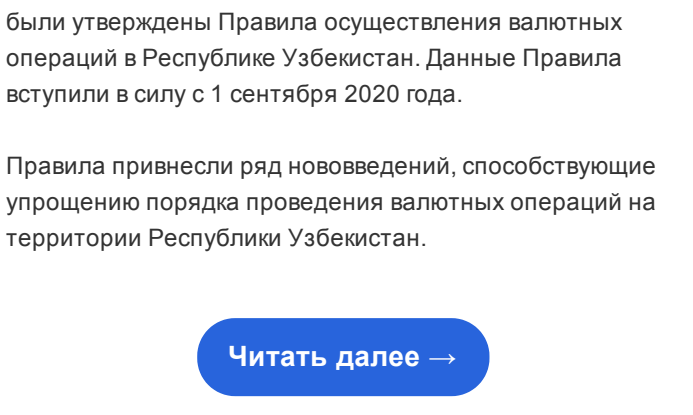 были утверждены Правила осуществления валютных
операций в Республике Узбекистан. Данные Правила
вступили в силу с 1 сентября 2020 года.
Правила привнесли ряд нововведений, способствующие
упрощению порядка проведения валютных операций на
территории Республики Узбекистан.
Читать далее →